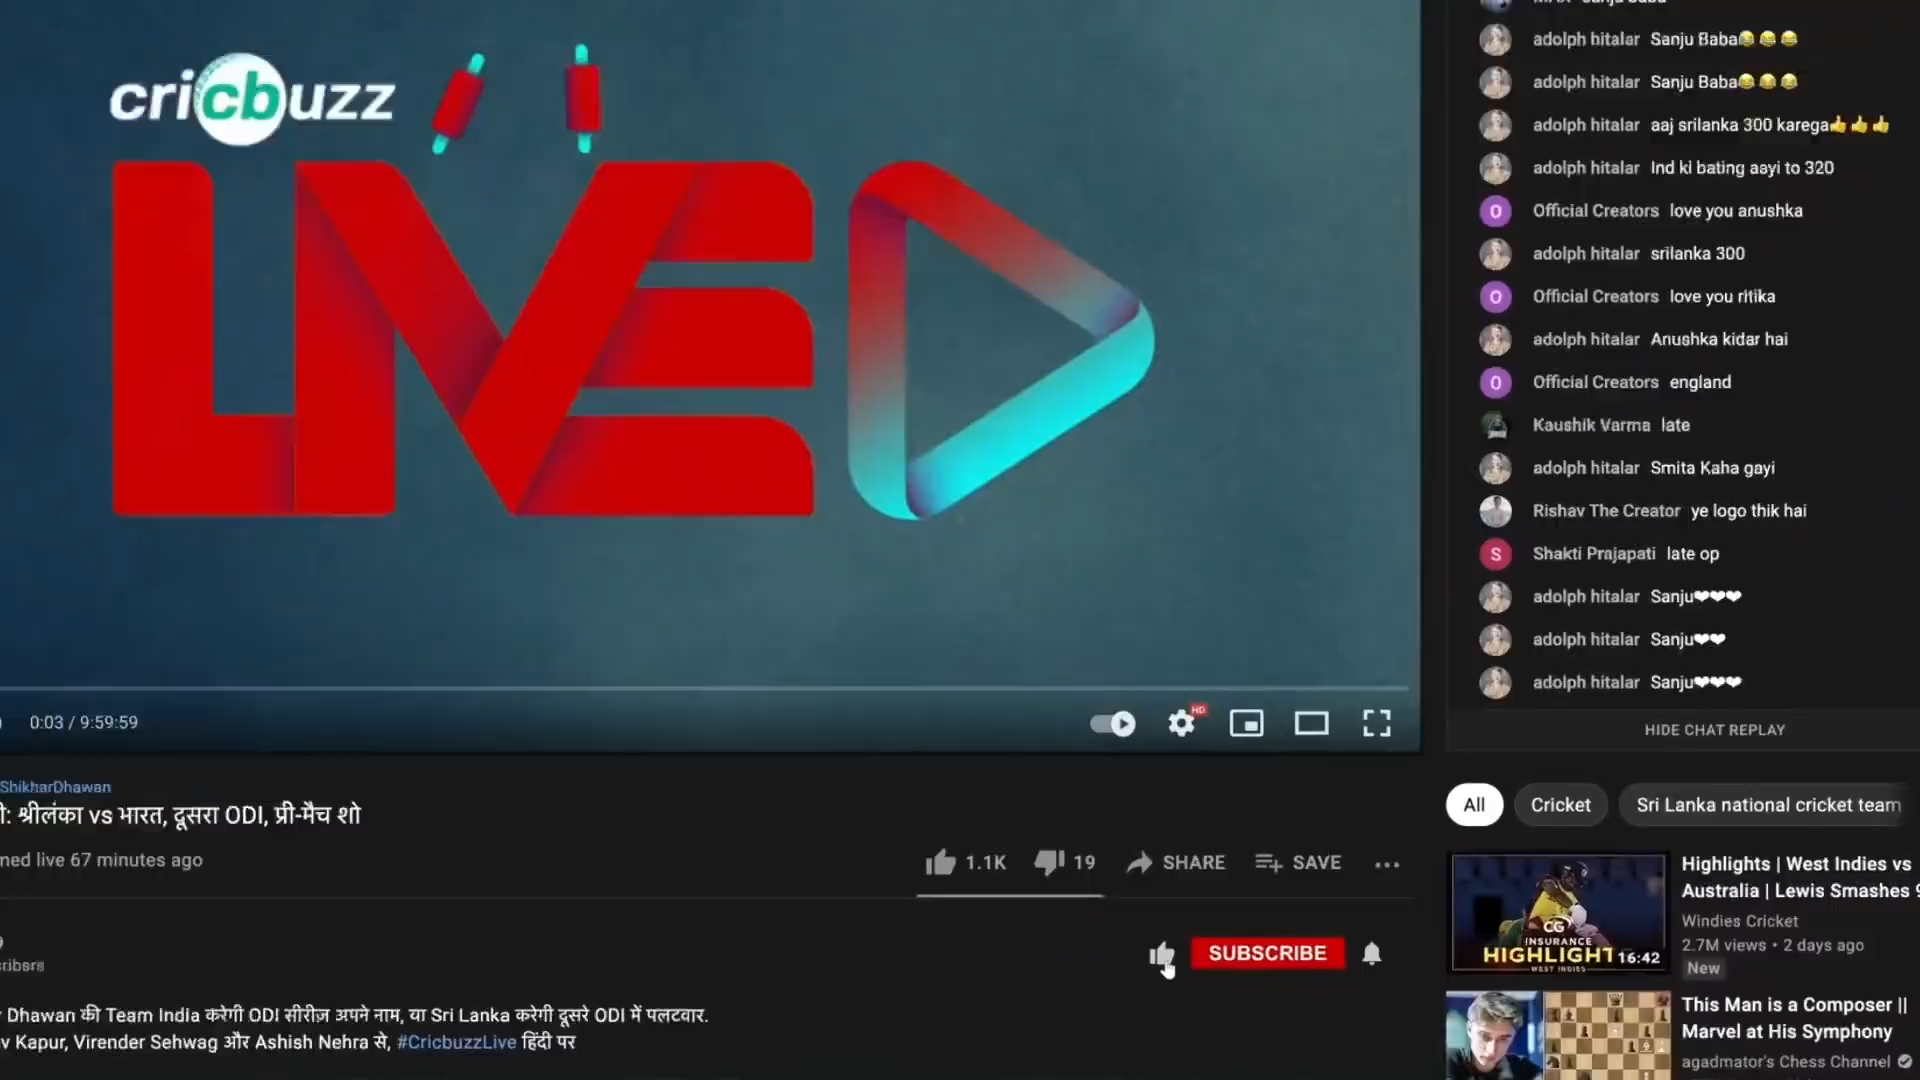 cricbuzz
LIVE
0:03 / 9:59:59
HD
ShikharDhawan
श्रीलंका vs भारत, दूसरा ODI, प्री-मैच शो
live 67 minutes ago
1.1K
19
SHARE
SAVE
SUBSCRIBE
Dhawan की Team India करेगी ODI सीरीज़ अपने नाम, या Sri Lanka करेगी दूसरे ODI में पलटवार.
Kapur, Virender Sehwag और Ashish Nehra से, #CricbuzzLive हिंदी पर
adolph hitalar Sanju Baba😂😂😂
adolph hitalar Sanju Baba😂😂😂
adolph hitalar aaj srilanka 300 karega👍👍👍
adolph hitalar Ind ki bating aayi to 320
O Official Creators love you anushka
adolph hitalar srilanka 300
O Official Creators love you ritika
adolph hitalar Anushka kidar hai
O Official Creators england
Kaushik Varma late
adolph hitalar Smita Kaha gayi
Rishav The Creator ye logo thik hai
S Shakti Prajapati late op
adolph hitalar Sanju❤❤❤
adolph hitalar Sanju❤❤
adolph hitalar Sanju❤❤❤
HIDE CHAT REPLAY
All
Cricket
Sri Lanka national cricket team
CG
INSURANCE
HIGHLIGHT
WEST INDIES
16:42
Highlights | West Indies vs
Australia | Lewis Smashes
Windies Cricket
2.7M views • 2 days ago
New
This Man is a Composer ||
Marvel at His Symphony
agadmator's Chess Channel